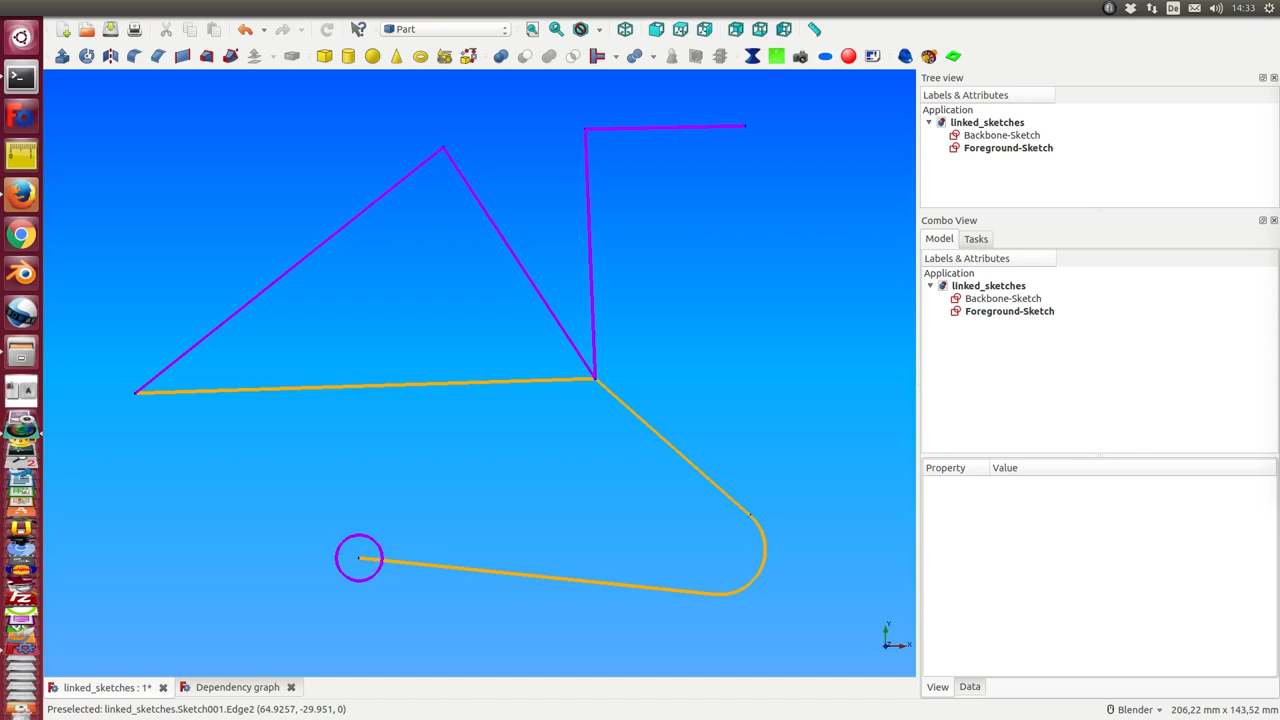 14:33
Part
Tree view
Labels & Attributes
Application
linked_sketches
Backbone-Sketch
Foreground-Sketch
Combo View
Model Tasks
Labels & Attributes
Application
linked_sketches
Backbone-Sketch
Foreground-Sketch
Property Value
Y
X
View Data
linked_sketches : 1* Dependency graph
Preselected: linked_sketches.Sketch001.Edge2 (64.9257, -29.951, 0) Blender 206,22 mm x 143,52 mm